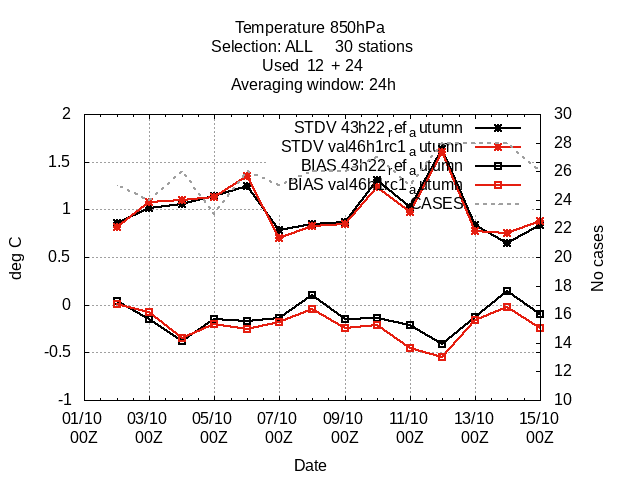 Temperature 850hPa
Selection: ALL 30 stations
Used 12 + 24
Averaging window: 24h
STDV 43h22_ref_autumn
STDV val46h1rc1_autumn
BIAS 43h22_ref_autumn
BIAS val46h1rc1_autumn
CASES
2
1.5
1
0.5
0
-0.5
-1
deg C
30
28
26
24
22
20
18
16
14
12
10
No cases
01/10 03/10 05/10 07/10 09/10 11/10 13/10 15/10
00Z 00Z 00Z 00Z 00Z 00Z 00Z 00Z
Date